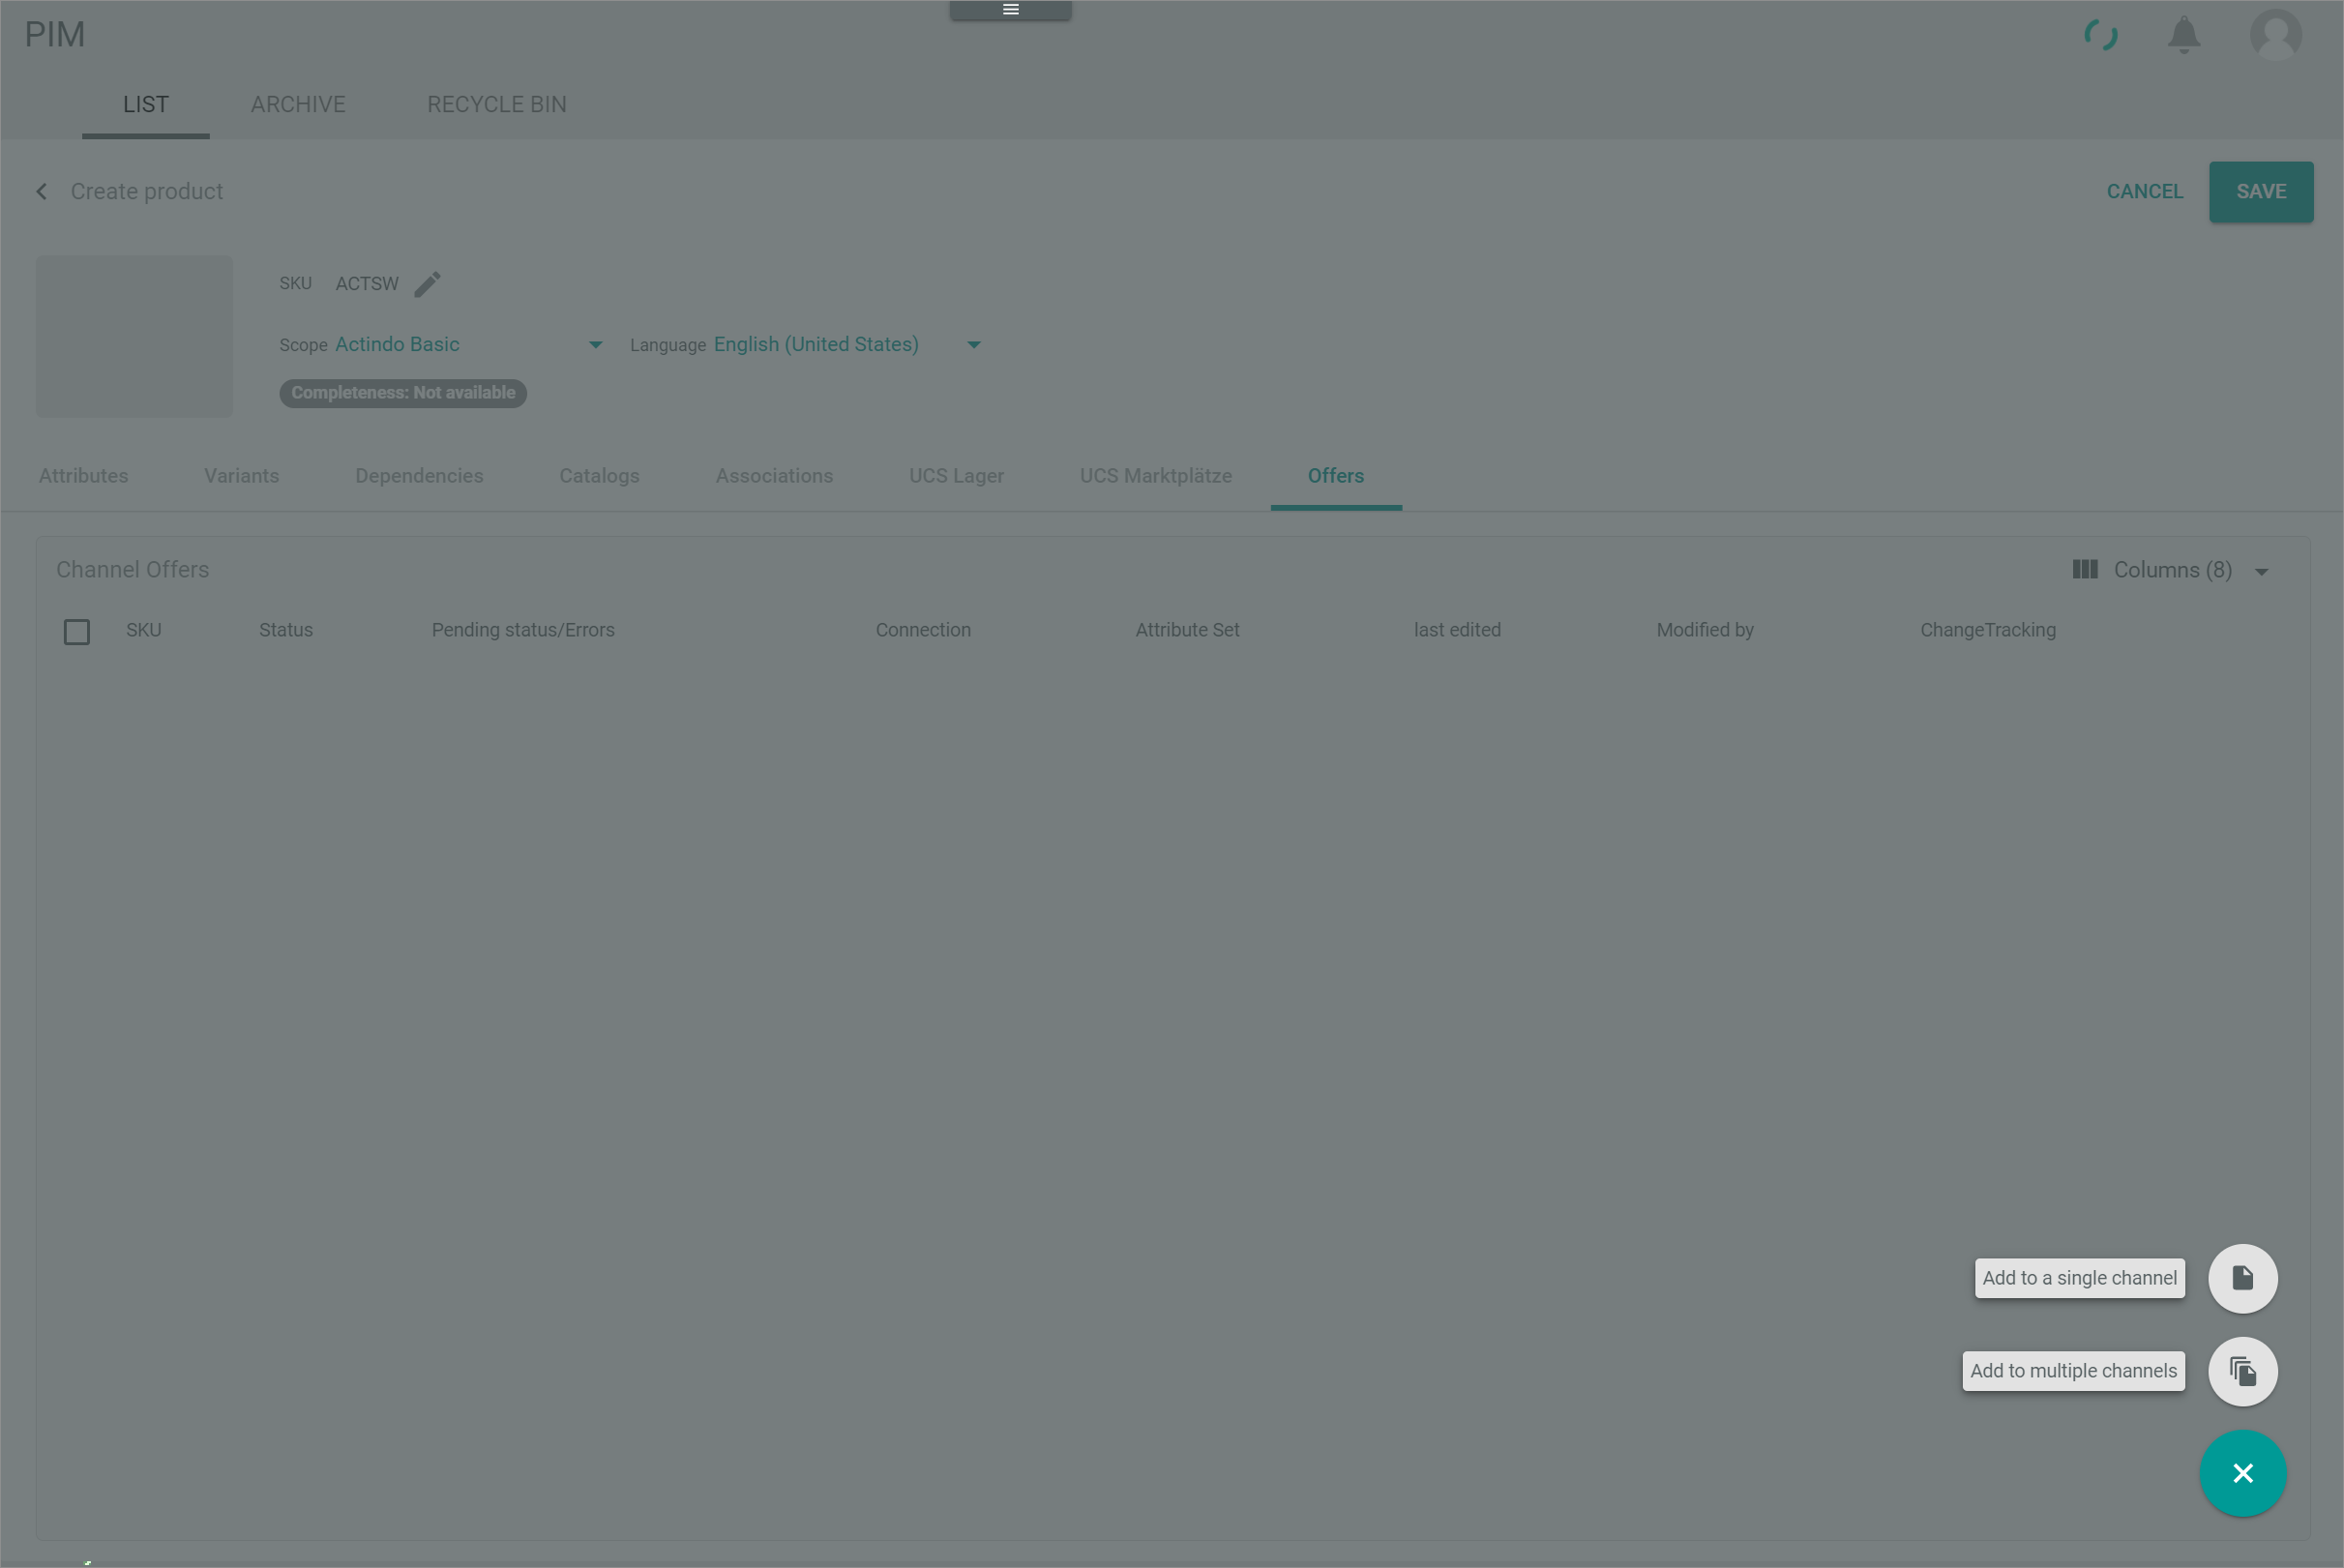 PIM
LIST ARCHIVE RECYCLE BIN
Create product CANCEL SAVE
SKU ACTSW
Scope Actindo Basic Language English (United States)
Completeness: Not available
Attributes Variants Dependencies Catalogs Associations UCS Lager UCS Marktplätze Offers
Channel Offers Columns (8)
SKU Status Pending status/Errors Connection Attribute Set last edited Modified by ChangeTracking
Add to a single channel
Add to multiple channels